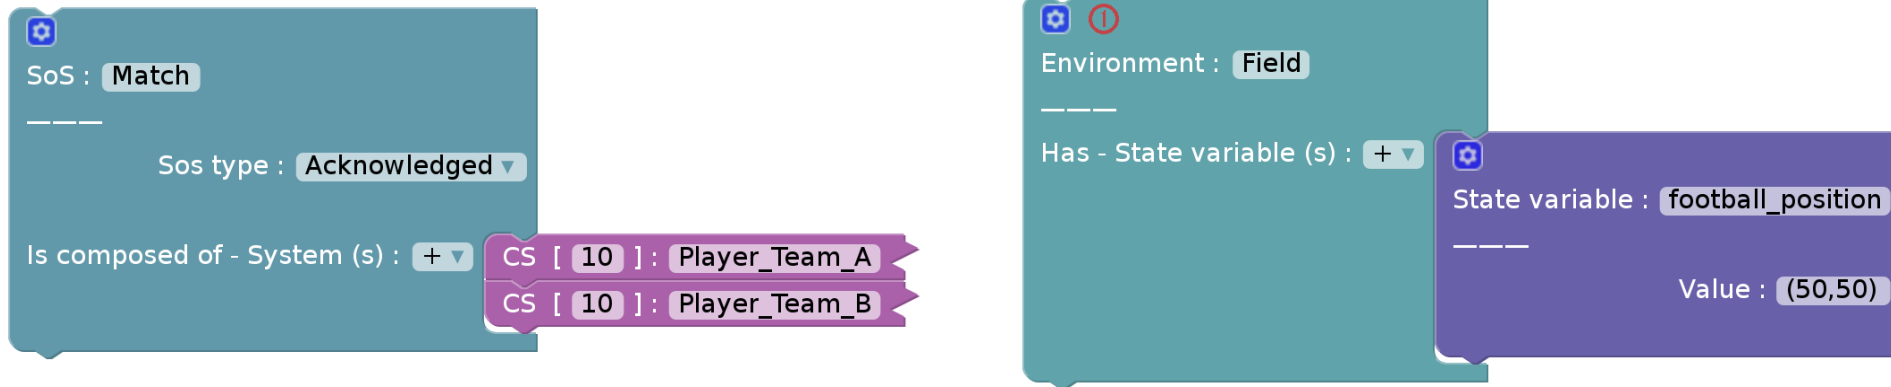 SoS : Match
———
Sos type : Acknowledged ▼
Is composed of - System (s) : + ▼
CS [ 10 ] : Player_Team_A
CS [ 10 ] : Player_Team_B
Environment : Field
———
Has - State variable (s) : + ▼
State variable : football_position
———
Value : (50,50)